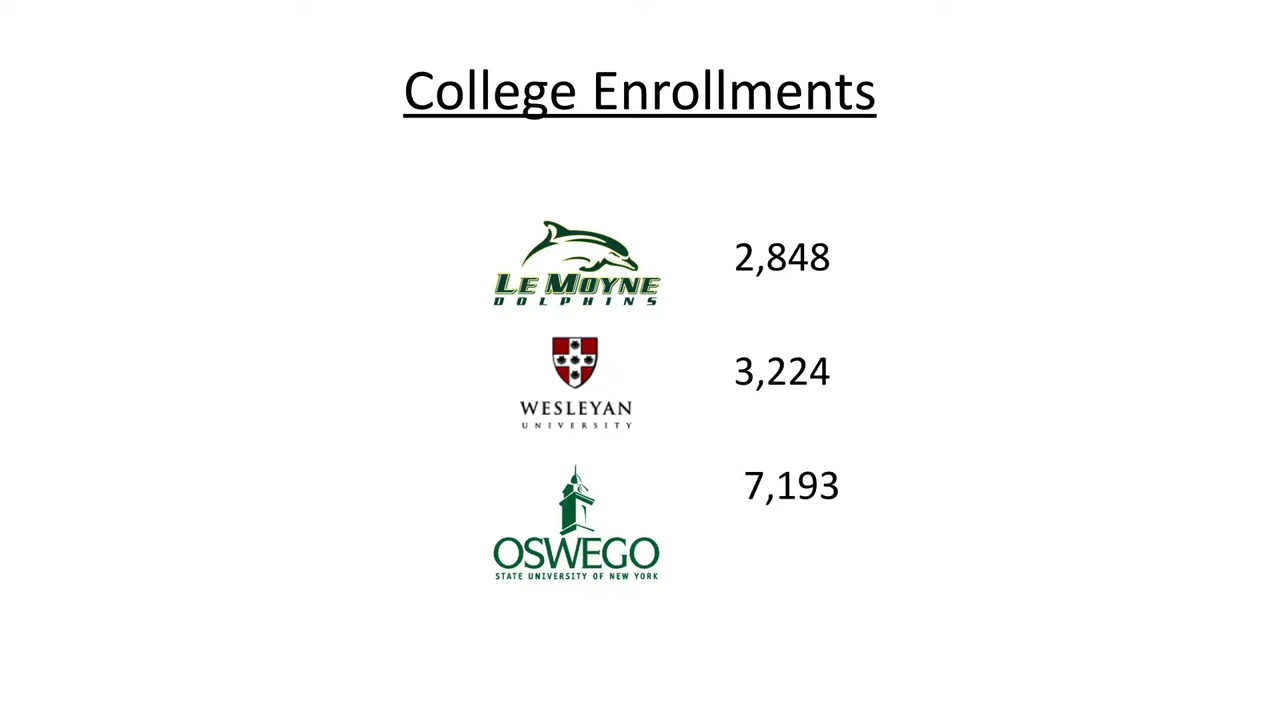 College Enrollments
LE MOYNE
DOLPHINS
2,848
WESLEYAN
UNIVERSITY
3,224
OSWEGO
STATE UNIVERSITY OF NEW YORK
7,193